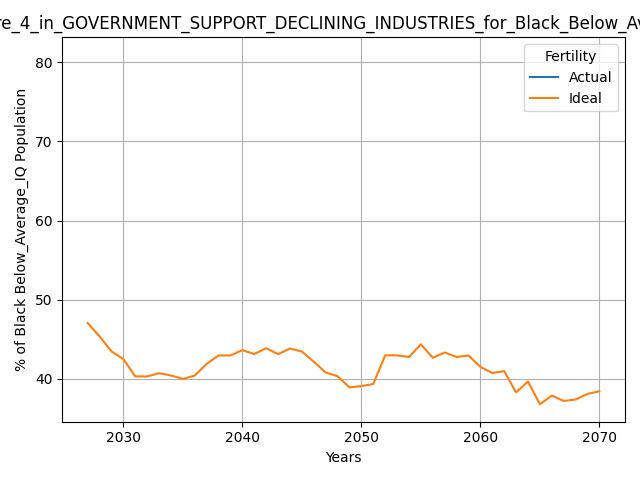 re_4_in_GOVERNMENT_SUPPORT_DECLINING_INDUSTRIES_for_Black_Below_Av
Fertility
Actual
Ideal
% of Black Below_Average_IQ Population
80
70
60
50
40
2030
2040
2050
2060
2070
Years